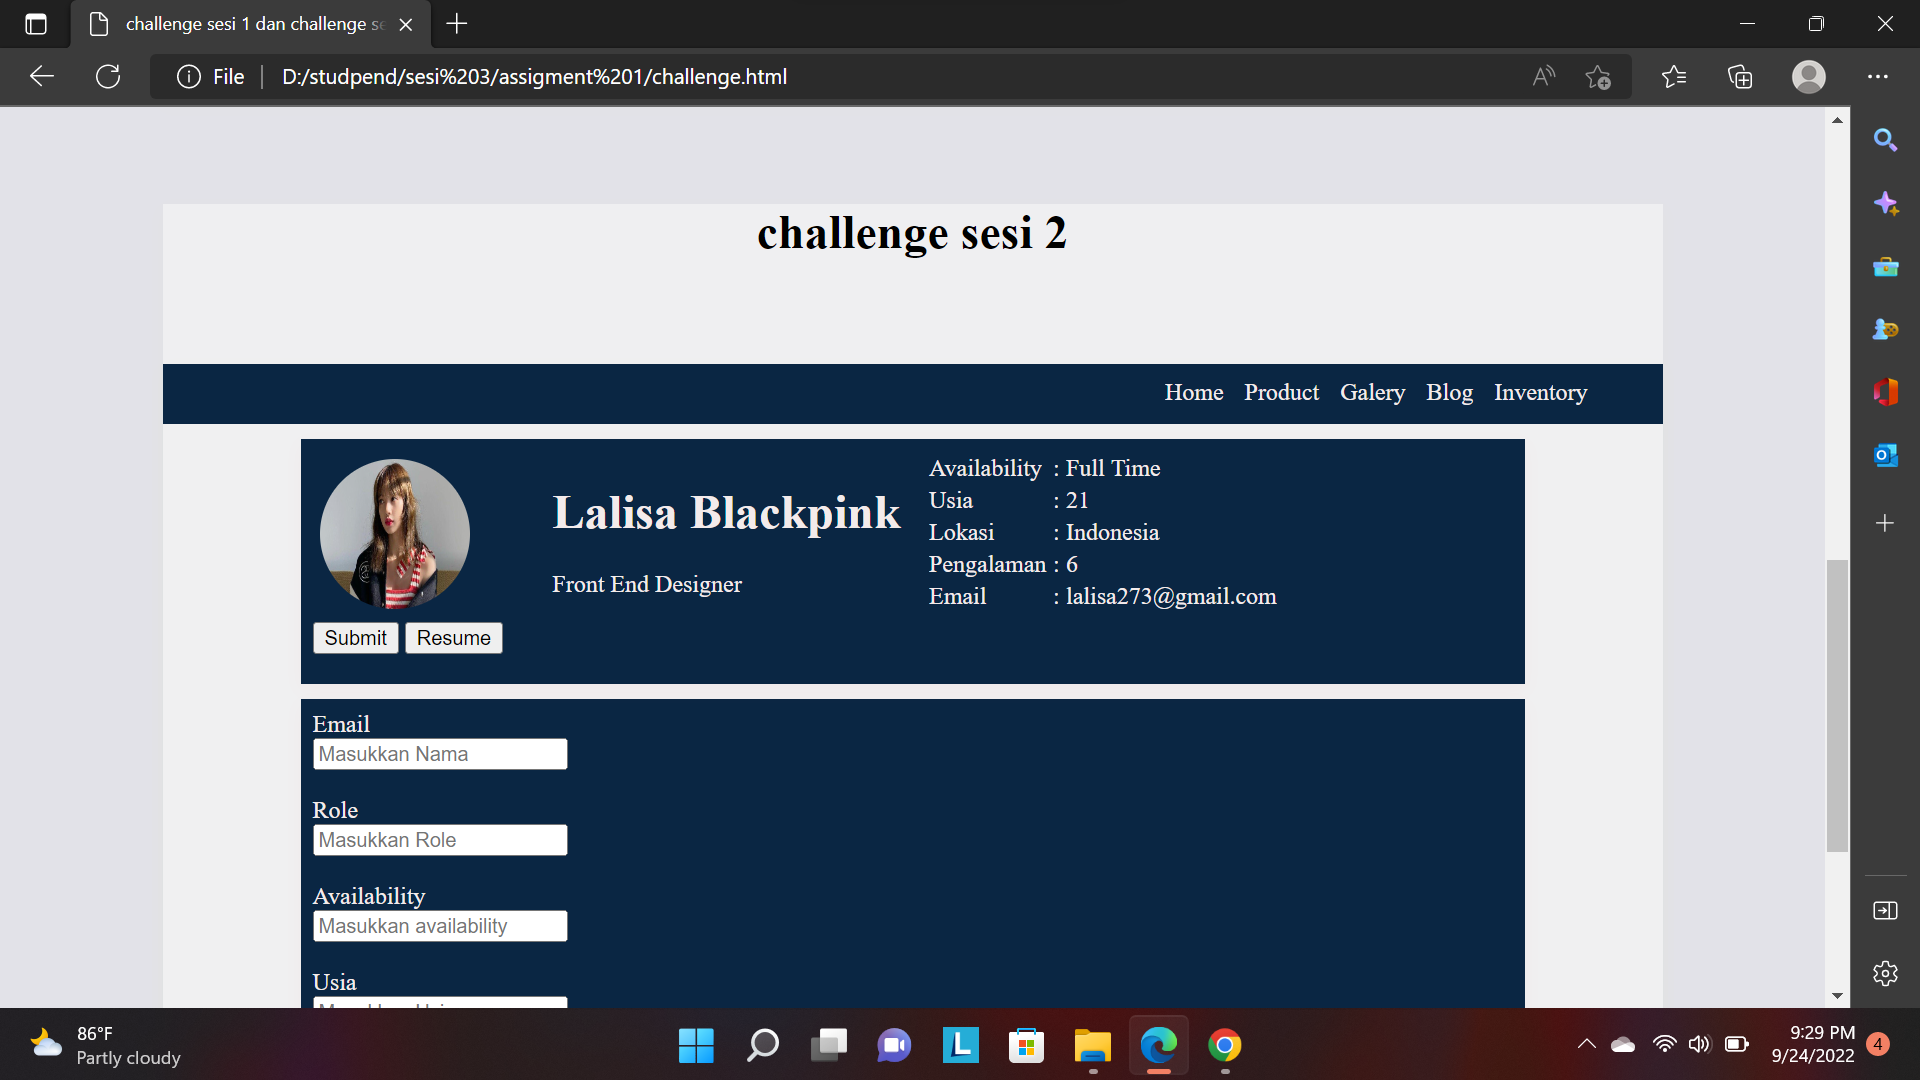 challenge sesi 1 dan challenge se
File
D:/studpend/sesi%203/assigment%201/challenge.html
challenge sesi 2
Home Product Galery Blog Inventory
Lalisa Blackpink
Front End Designer
Availability : Full Time
Usia : 21
Lokasi : Indonesia
Pengalaman : 6
Email : lalisa273@gmail.com
Submit Resume
Email
Masukkan Nama
Role
Masukkan Role
Availability
Masukkan availability
Usia
86°F
Partly cloudy
9:29 PM
9/24/2022
4